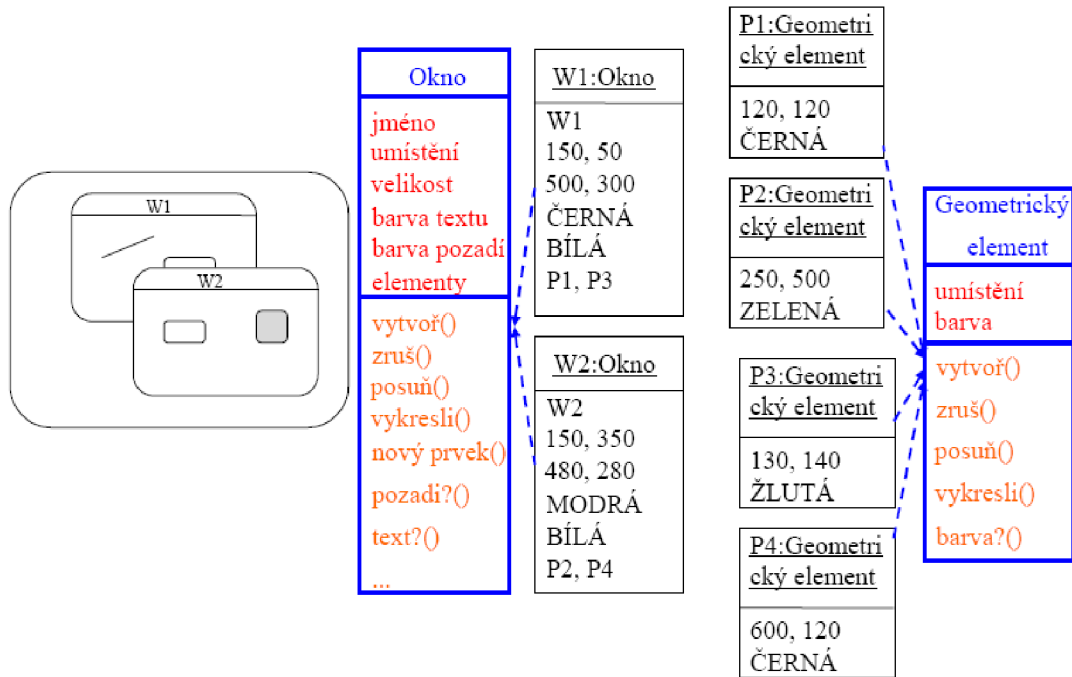 W1
W2
Okno
jméno
umístění
velikost
barva textu
barva pozadí
elementy
vytvoř()
zruš()
posuň()
vykresli()
nový prvek()
pozadi?()
text?()
...
W1:Okno
W1
150, 50
500, 300
ČERNÁ
BÍLÁ
P1, P3
W2:Okno
W2
150, 350
480, 280
MODRÁ
BÍLÁ
P2, P4
P1:Geometri
cký element
120, 120
ČERNÁ
P2:Geometri
cký element
250, 500
ZELENÁ
P3:Geometri
cký element
130, 140
ŽLUTÁ
P4:Geometri
cký element
600, 120
ČERNÁ
Geometrický
element
umístění
barva
vytvoř()
zruš()
posuň()
vykresli()
barva?()